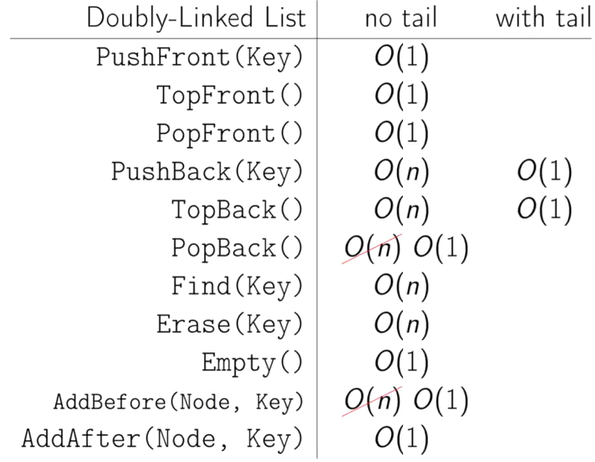 Doubly-Linked List no tail with tail
PushFront(Key) O(1)
TopFront() O(1)
PopFront() O(1)
PushBack(Key) O(n) O(1)
TopBack() O(n) O(1)
PopBack() O(n) O(1)
Find(Key) O(n)
Erase(Key) O(n)
Empty() O(1)
AddBefore(Node, Key) O(n) O(1)
AddAfter(Node, Key) O(1)